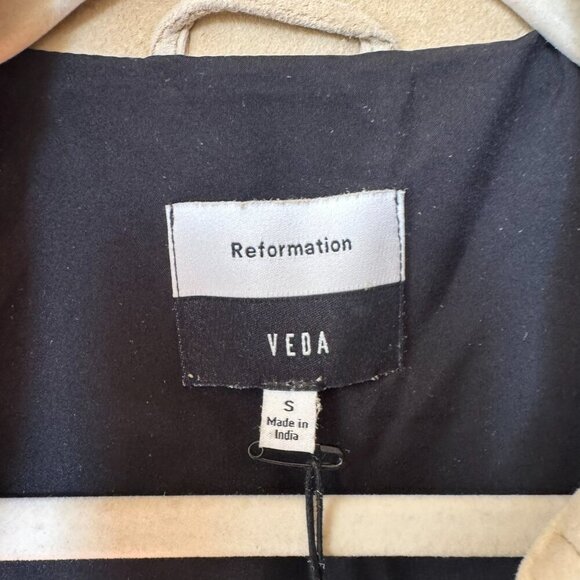 Reformation
VEDA
S
Made in
India